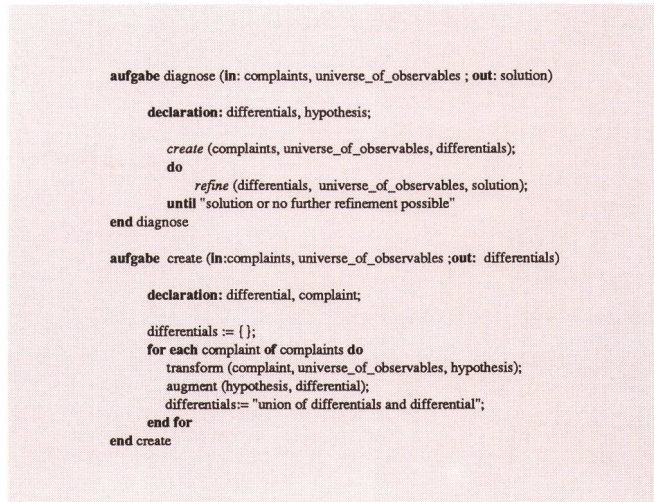 aufgabe diagnose (in: complaints, universe_of_observables ; out: solution)
declaration: differentials, hypothesis;
create (complaints, universe_of_observables, differentials);
do
refine (differentials, universe_of_observables, solution);
until "solution or no further refinement possible"
end diagnose
aufgabe create (in:complaints, universe_of_observables ;out: differentials)
declaration: differential, complaint;
differentials := { };
for each complaint of complaints do
transform (complaint, universe_of_observables, hypothesis);
augment (hypothesis, differential);
differentials:= "union of differentials and differential";
end for
end create